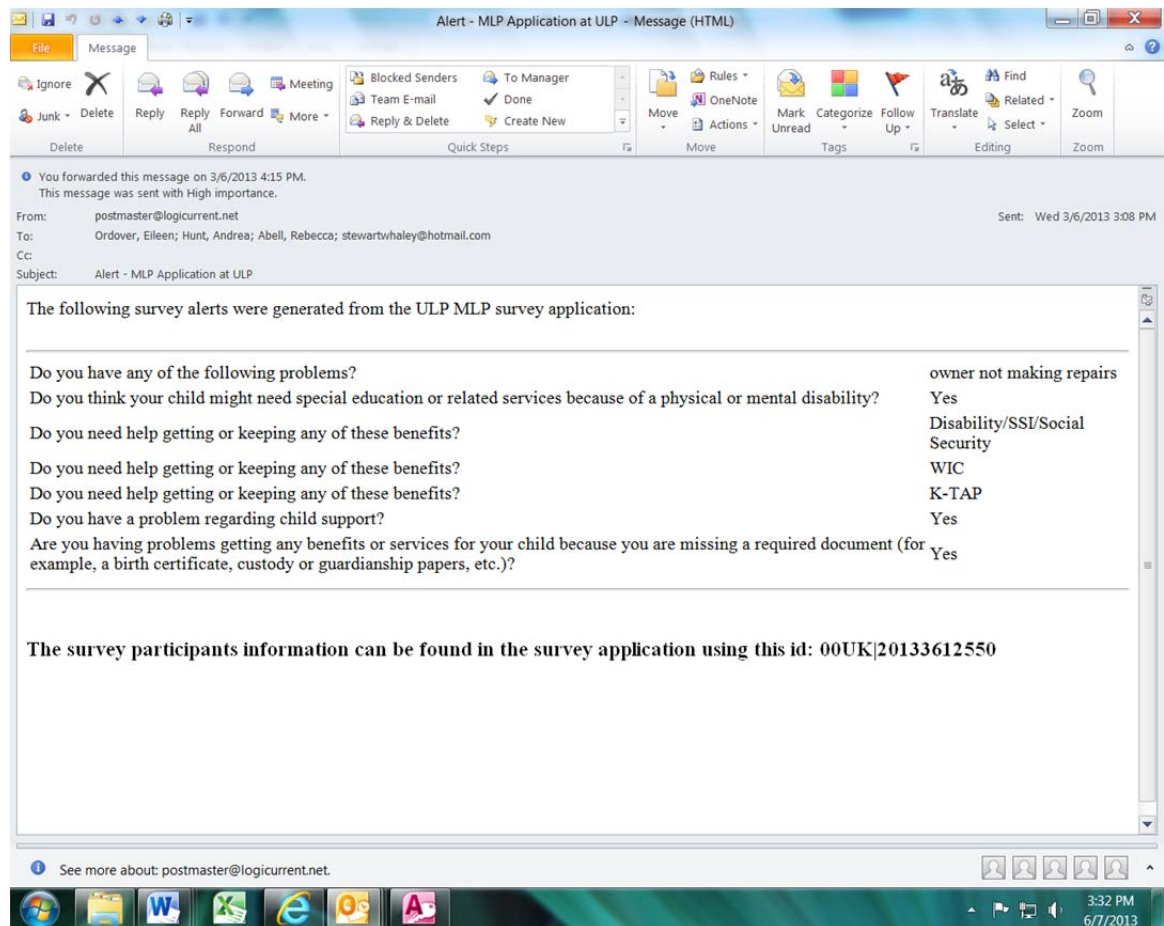 Alert - MLP Application at ULP - Message (HTML)
File Message
Ignore
Junk
Delete
Reply
Reply All
Forward
Meeting
More
Blocked Senders
Team E-mail
Reply & Delete
To Manager
Done
Create New
Move
Rules
OneNote
Actions
Mark Unread
Categorize
Follow Up
Translate
Find
Related
Select
Zoom
Delete Respond Quick Steps Move Tags Editing Zoom
You forwarded this message on 3/6/2013 4:15 PM.
This message was sent with High importance.
From: postmaster@logicurrent.net Sent: Wed 3/6/2013 3:08 PM
To: Ordover, Eileen; Hunt, Andrea; Abell, Rebecca; stewartwhaley@hotmail.com
Cc:
Subject: Alert - MLP Application at ULP
The following survey alerts were generated from the ULP MLP survey application:
Do you have any of the following problems? owner not making repairs
Do you think your child might need special education or related services because of a physical or mental disability? Yes
Do you need help getting or keeping any of these benefits? Disability/SSI/Social
Security
Do you need help getting or keeping any of these benefits? WIC
Do you need help getting or keeping any of these benefits? K-TAP
Do you have a problem regarding child support? Yes
Are you having problems getting any benefits or services for your child because you are missing a required document (for
example, a birth certificate, custody or guardianship papers, etc.)? Yes
The survey participants information can be found in the survey application using this id: 00UK|20133612550
See more about: postmaster@logicurrent.net.
3:32 PM
6/7/2013